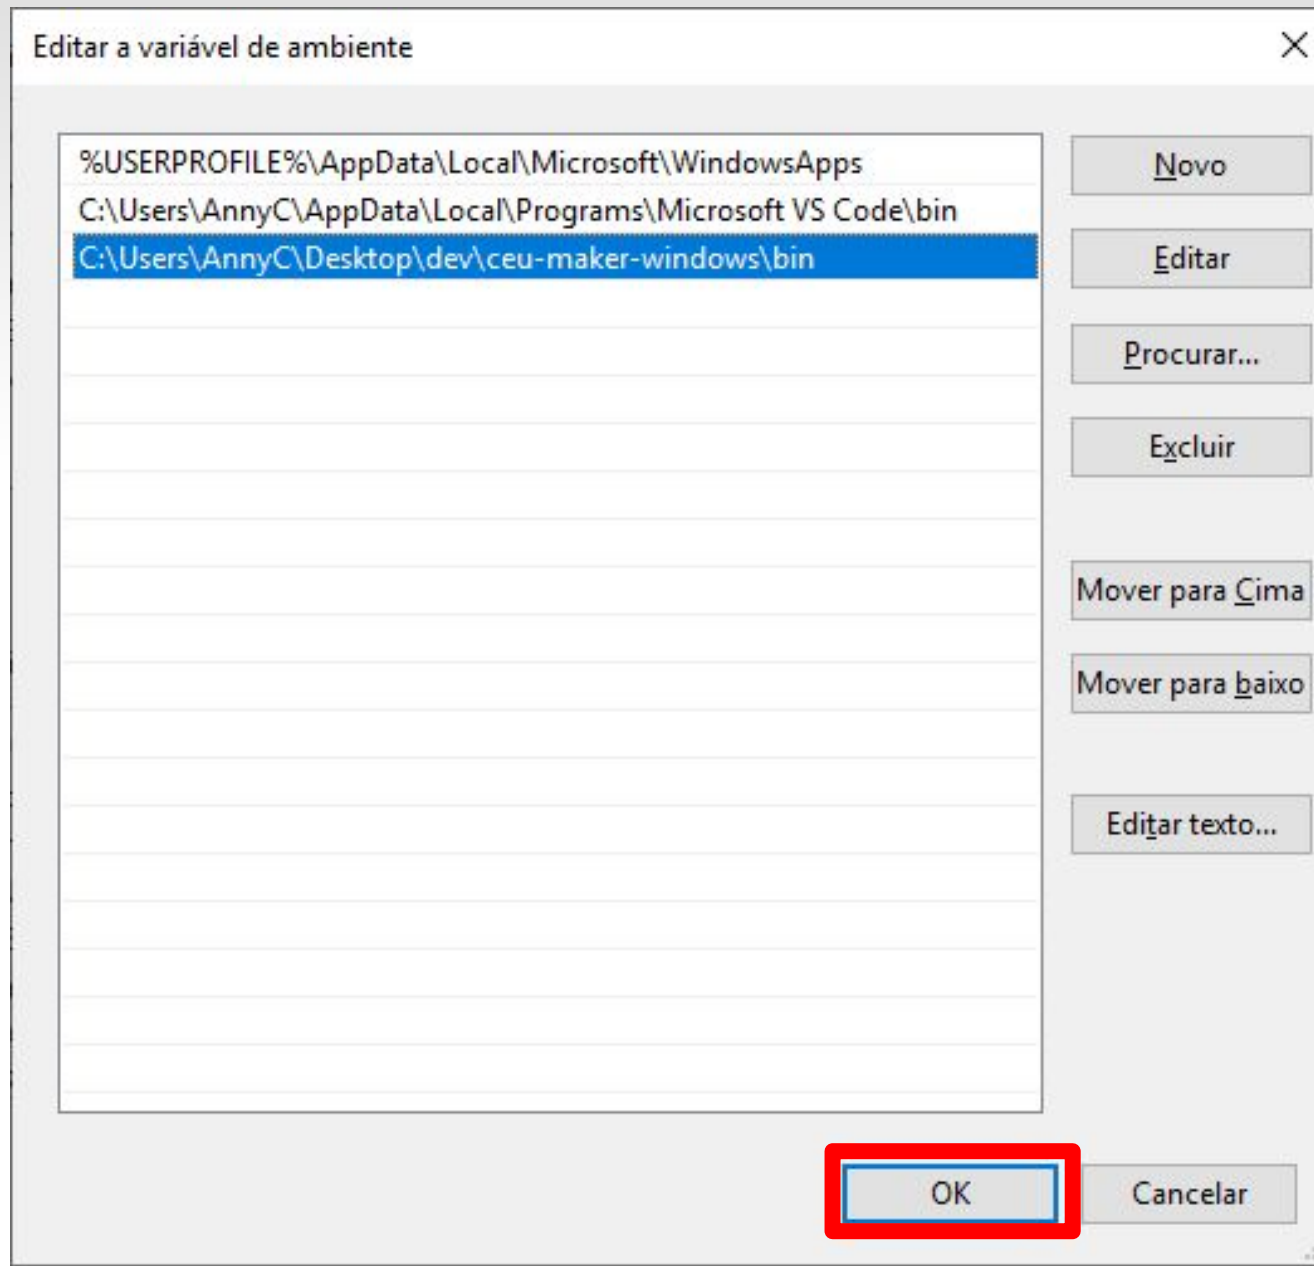 Editar a variável de ambiente
%USERPROFILE%\AppData\Local\Microsoft\WindowsApps
C:\Users\AnnyC\AppData\Local\Programs\Microsoft VS Code\bin
C:\Users\AnnyC\Desktop\dev\ceu-maker-windows\bin
Novo
Editar
Procurar...
Excluir
Mover para Cima
Mover para baixo
Editar texto...
OK
Cancelar